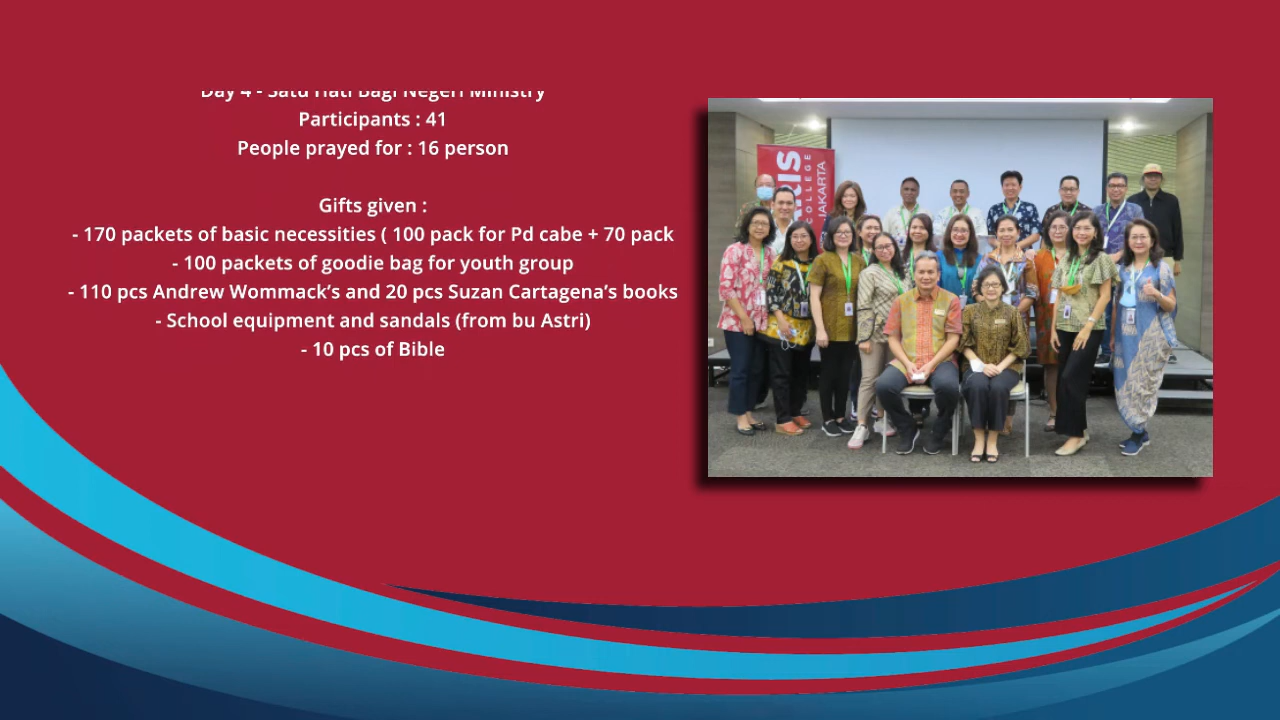 Day 4 - Satu Hati Bagi Negeri Ministry
Participants : 41
People prayed for : 16 person
Gifts given :
- 170 packets of basic necessities ( 100 pack for Pd cabe + 70 pack
- 100 packets of goodie bag for youth group
- 110 pcs Andrew Wommack’s and 20 pcs Suzan Cartagena’s books
- School equipment and sandals (from bu Astri)
- 10 pcs of Bible
RIS
COLLEGE
JAKARTA